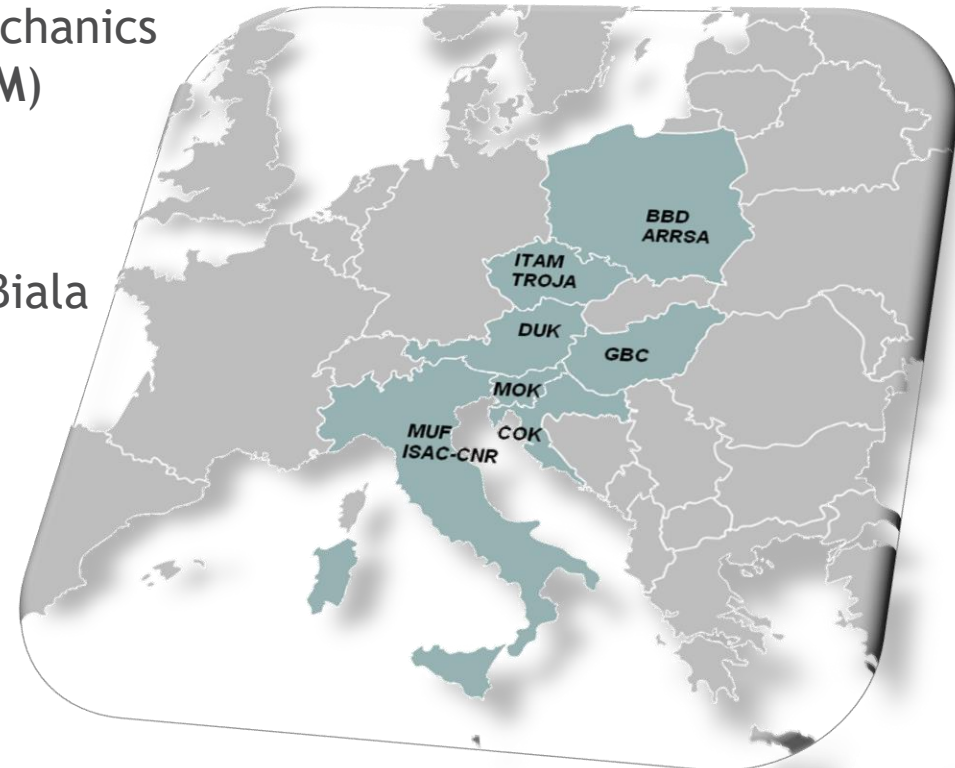 chanics
M)
Biala
BBD
ARRSA
ITAM
TROJA
DUK
GBC
MOK
MUF
COK
ISAC-CNR